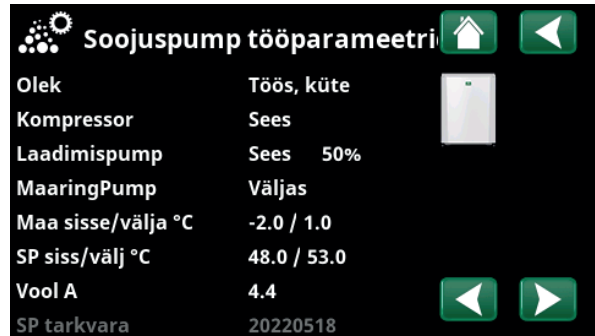 Soojuspump tööparameetri
Olek Töös, küte
Kompressor Sees
Laadimispump Sees 50%
MaaringPump Väljas
Maa sisse/välja °C -2.0 / 1.0
SP siss/välj °C 48.0 / 53.0
Vool A 4.4
SP tarkvara 20220518